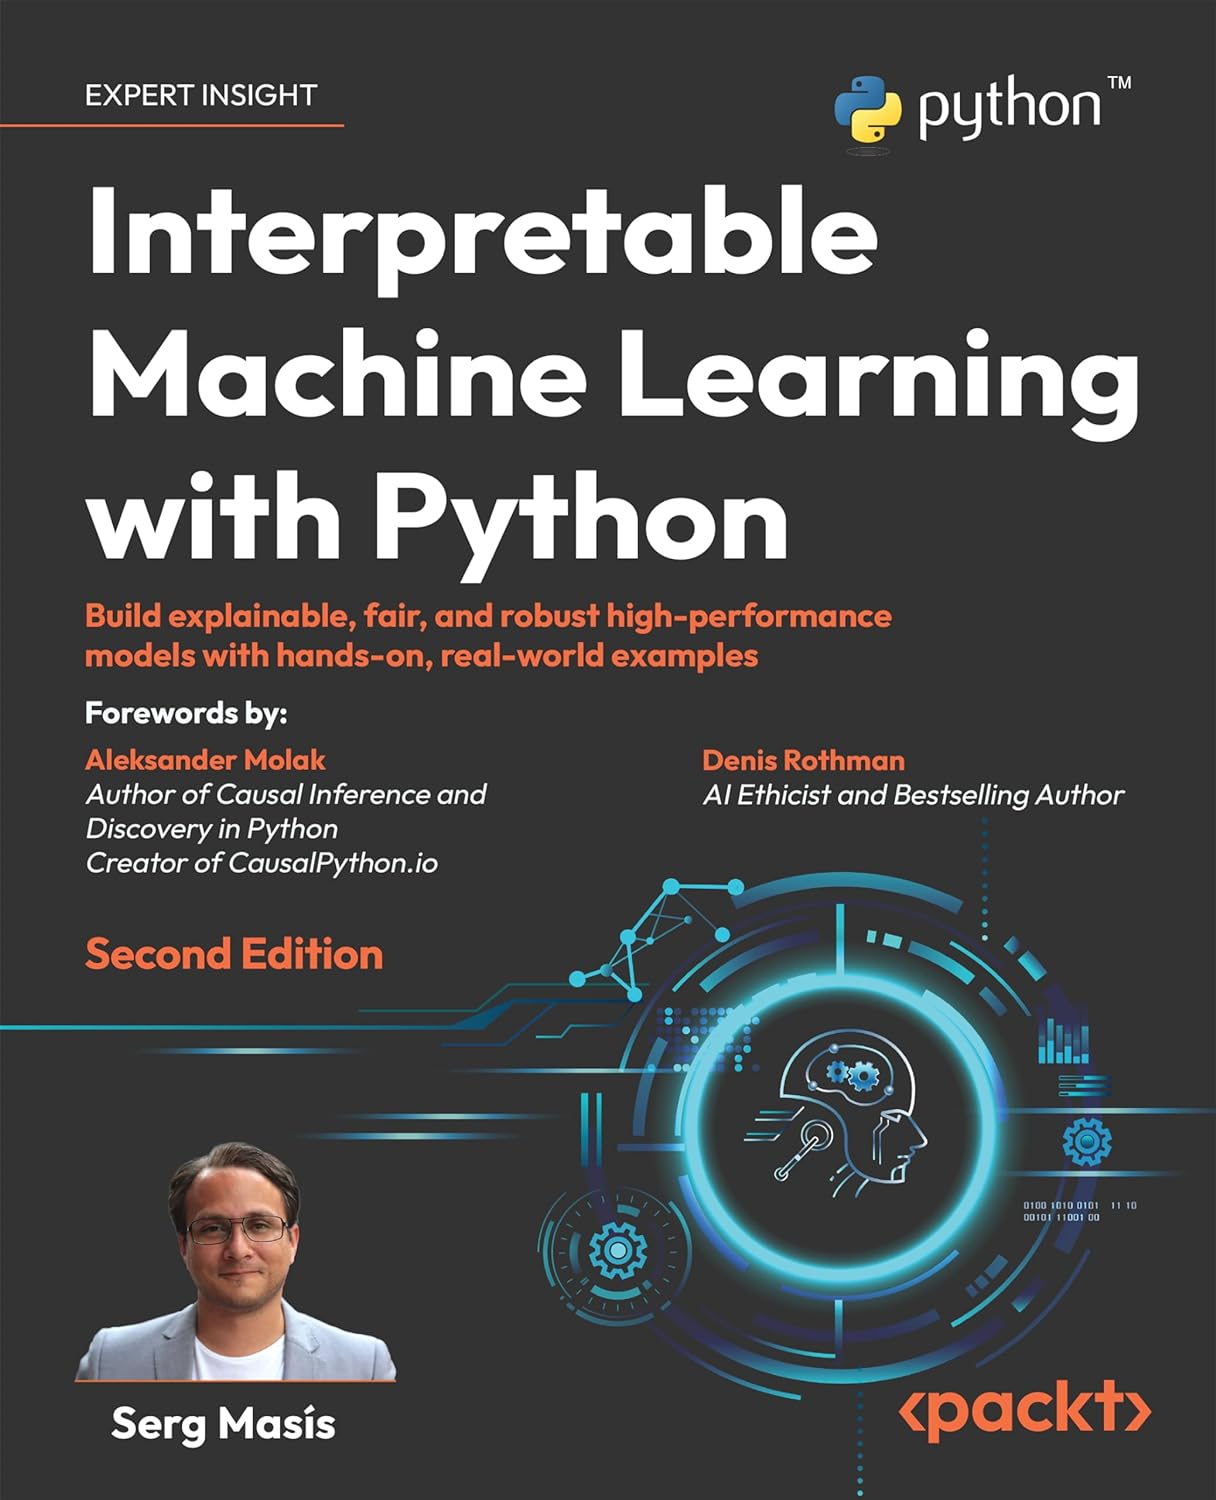 EXPERT INSIGHT
python™
Interpretable
Machine Learning
with Python
Build explainable, fair, and robust high-performance
models with hands-on, real-world examples
Forewords by:
Aleksander Molak
Author of Causal Inference and
Discovery in Python
Creator of CausalPython.io
Denis Rothman
AI Ethicist and Bestselling Author
Second Edition
0100 1010 0101 11 10
00101 11001 00
Serg Masís
<packt>